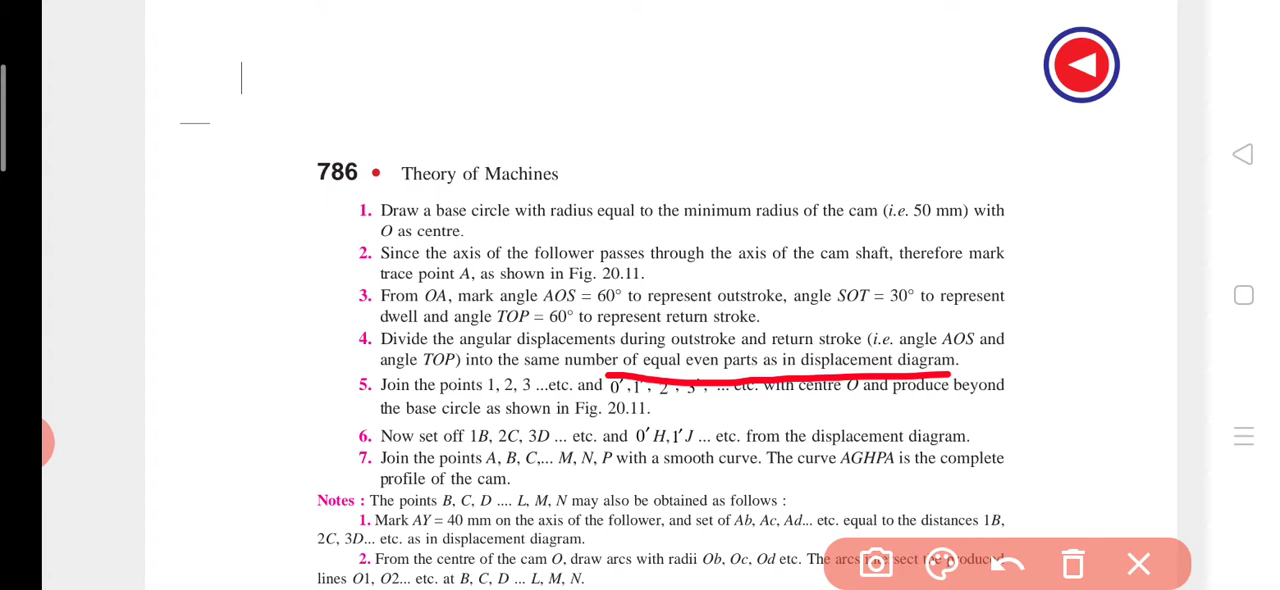 786 • Theory of Machines
1. Draw a base circle with radius equal to the minimum radius of the cam (i.e. 50 mm) with
O as centre.
2. Since the axis of the follower passes through the axis of the cam shaft, therefore mark
trace point A, as shown in Fig. 20.11.
3. From OA, mark angle AOS = 60° to represent outstroke, angle SOT = 30° to represent
dwell and angle TOP = 60° to represent return stroke.
4. Divide the angular displacements during outstroke and return stroke (i.e. angle AOS and
angle TOP) into the same number of equal even parts as in displacement diagram.
5. Join the points 1, 2, 3 ...etc. and 0′, 1′, 2′, 3′, ... etc. with centre O and produce beyond
the base circle as shown in Fig. 20.11.
6. Now set off 1B, 2C, 3D ... etc. and 0′ H, 1′ J ... etc. from the displacement diagram.
7. Join the points A, B, C,... M, N, P with a smooth curve. The curve AGHPA is the complete
profile of the cam.
Notes : The points B, C, D .... L, M, N may also be obtained as follows :
1. Mark AY = 40 mm on the axis of the follower, and set of Ab, Ac, Ad... etc. equal to the distances 1B,
2C, 3D... etc. as in displacement diagram.
2. From the centre of the cam O, draw arcs with radii Ob, Oc, Od etc. The arcs intersect the produced
lines O1, O2... etc. at B, C, D ... L, M, N.